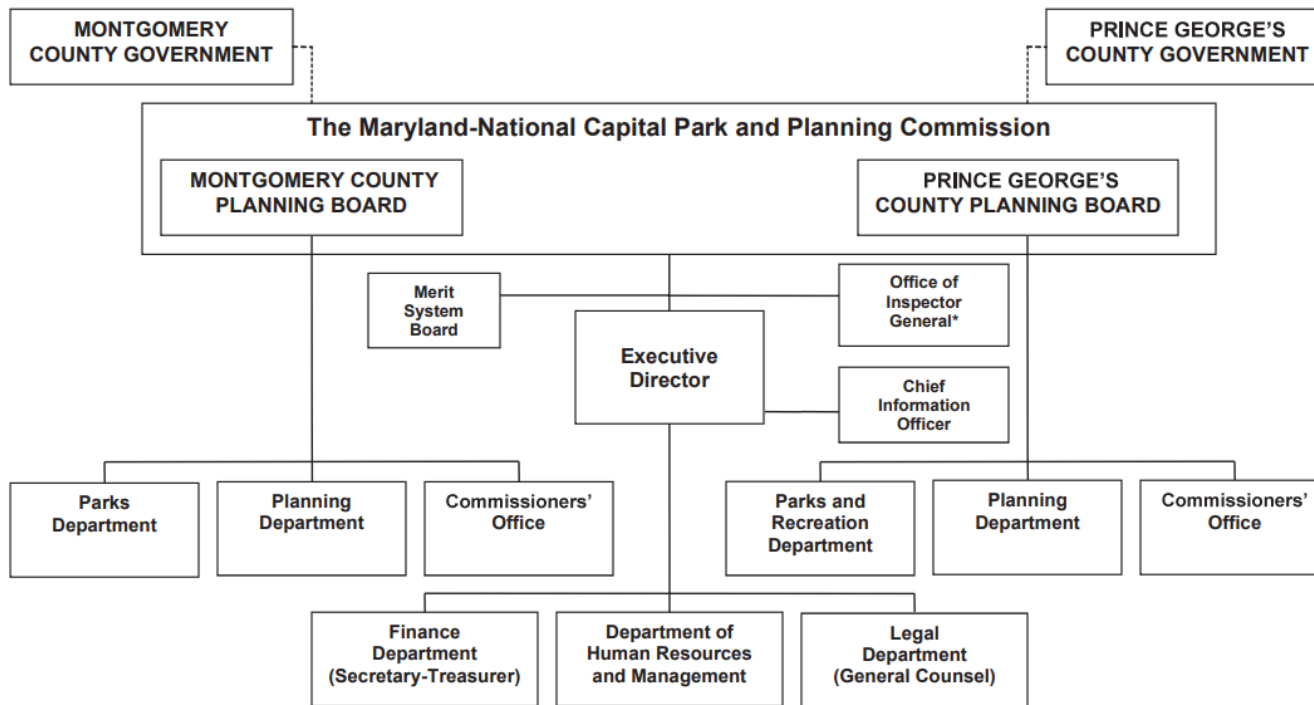 MONTGOMERY
COUNTY GOVERNMENT
PRINCE GEORGE'S
COUNTY GOVERNMENT
The Maryland-National Capital Park and Planning Commission
MONTGOMERY COUNTY
PLANNING BOARD
PRINCE GEORGE'S
COUNTY PLANNING BOARD
Merit
System
Board
Office of
Inspector
General*
Executive
Director
Chief
Information
Officer
Parks
Department
Planning
Department
Commissioners’
Office
Parks and
Recreation
Department
Planning
Department
Commissioners’
Office
Finance
Department
(Secretary-Treasurer)
Department of
Human Resources
and Management
Legal
Department
(General Counsel)